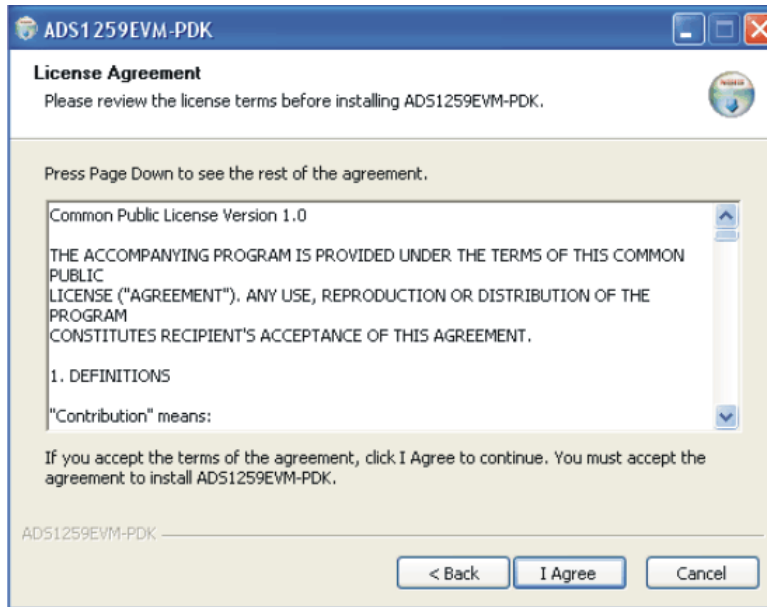 ADS1259EVM-PDK
License Agreement
Please review the license terms before installing ADS1259EVM-PDK.
Press Page Down to see the rest of the agreement.
Common Public License Version 1.0
THE ACCOMPANYING PROGRAM IS PROVIDED UNDER THE TERMS OF THIS COMMON
PUBLIC
LICENSE ("AGREEMENT"). ANY USE, REPRODUCTION OR DISTRIBUTION OF THE
PROGRAM
CONSTITUTES RECIPIENT'S ACCEPTANCE OF THIS AGREEMENT.
1. DEFINITIONS
"Contribution" means:
If you accept the terms of the agreement, click I Agree to continue. You must accept the
agreement to install ADS1259EVM-PDK.
ADS1259EVM-PDK
< Back I Agree Cancel